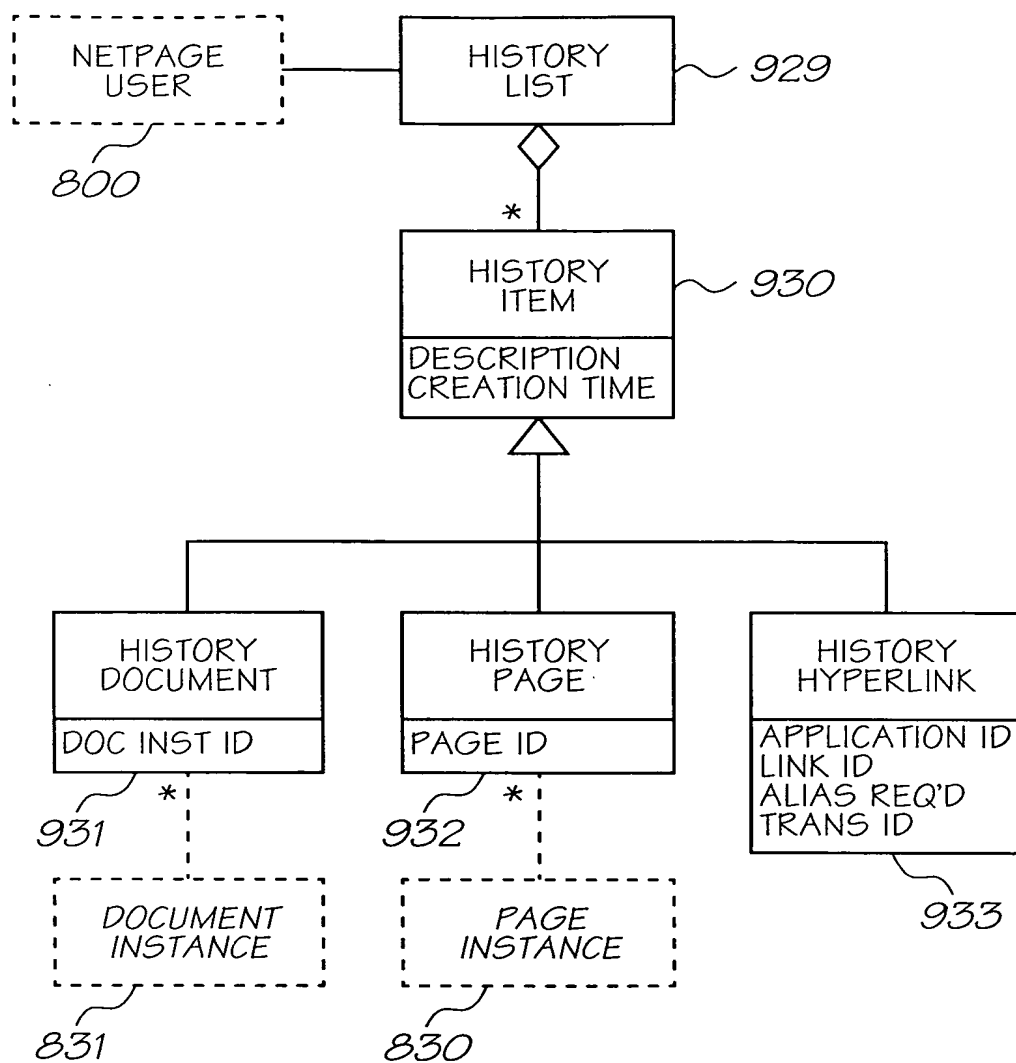 NETPAGE
USER
800
HISTORY
LIST
929
*
HISTORY
ITEM
930
DESCRIPTION
CREATION TIME
HISTORY
DOCUMENT
DOC INST ID
931
*
HISTORY
PAGE
PAGE ID
932
*
HISTORY
HYPERLINK
APPLICATION ID
LINK ID
ALIAS REQ'D
TRANS ID
933
DOCUMENT
INSTANCE
831
PAGE
INSTANCE
830